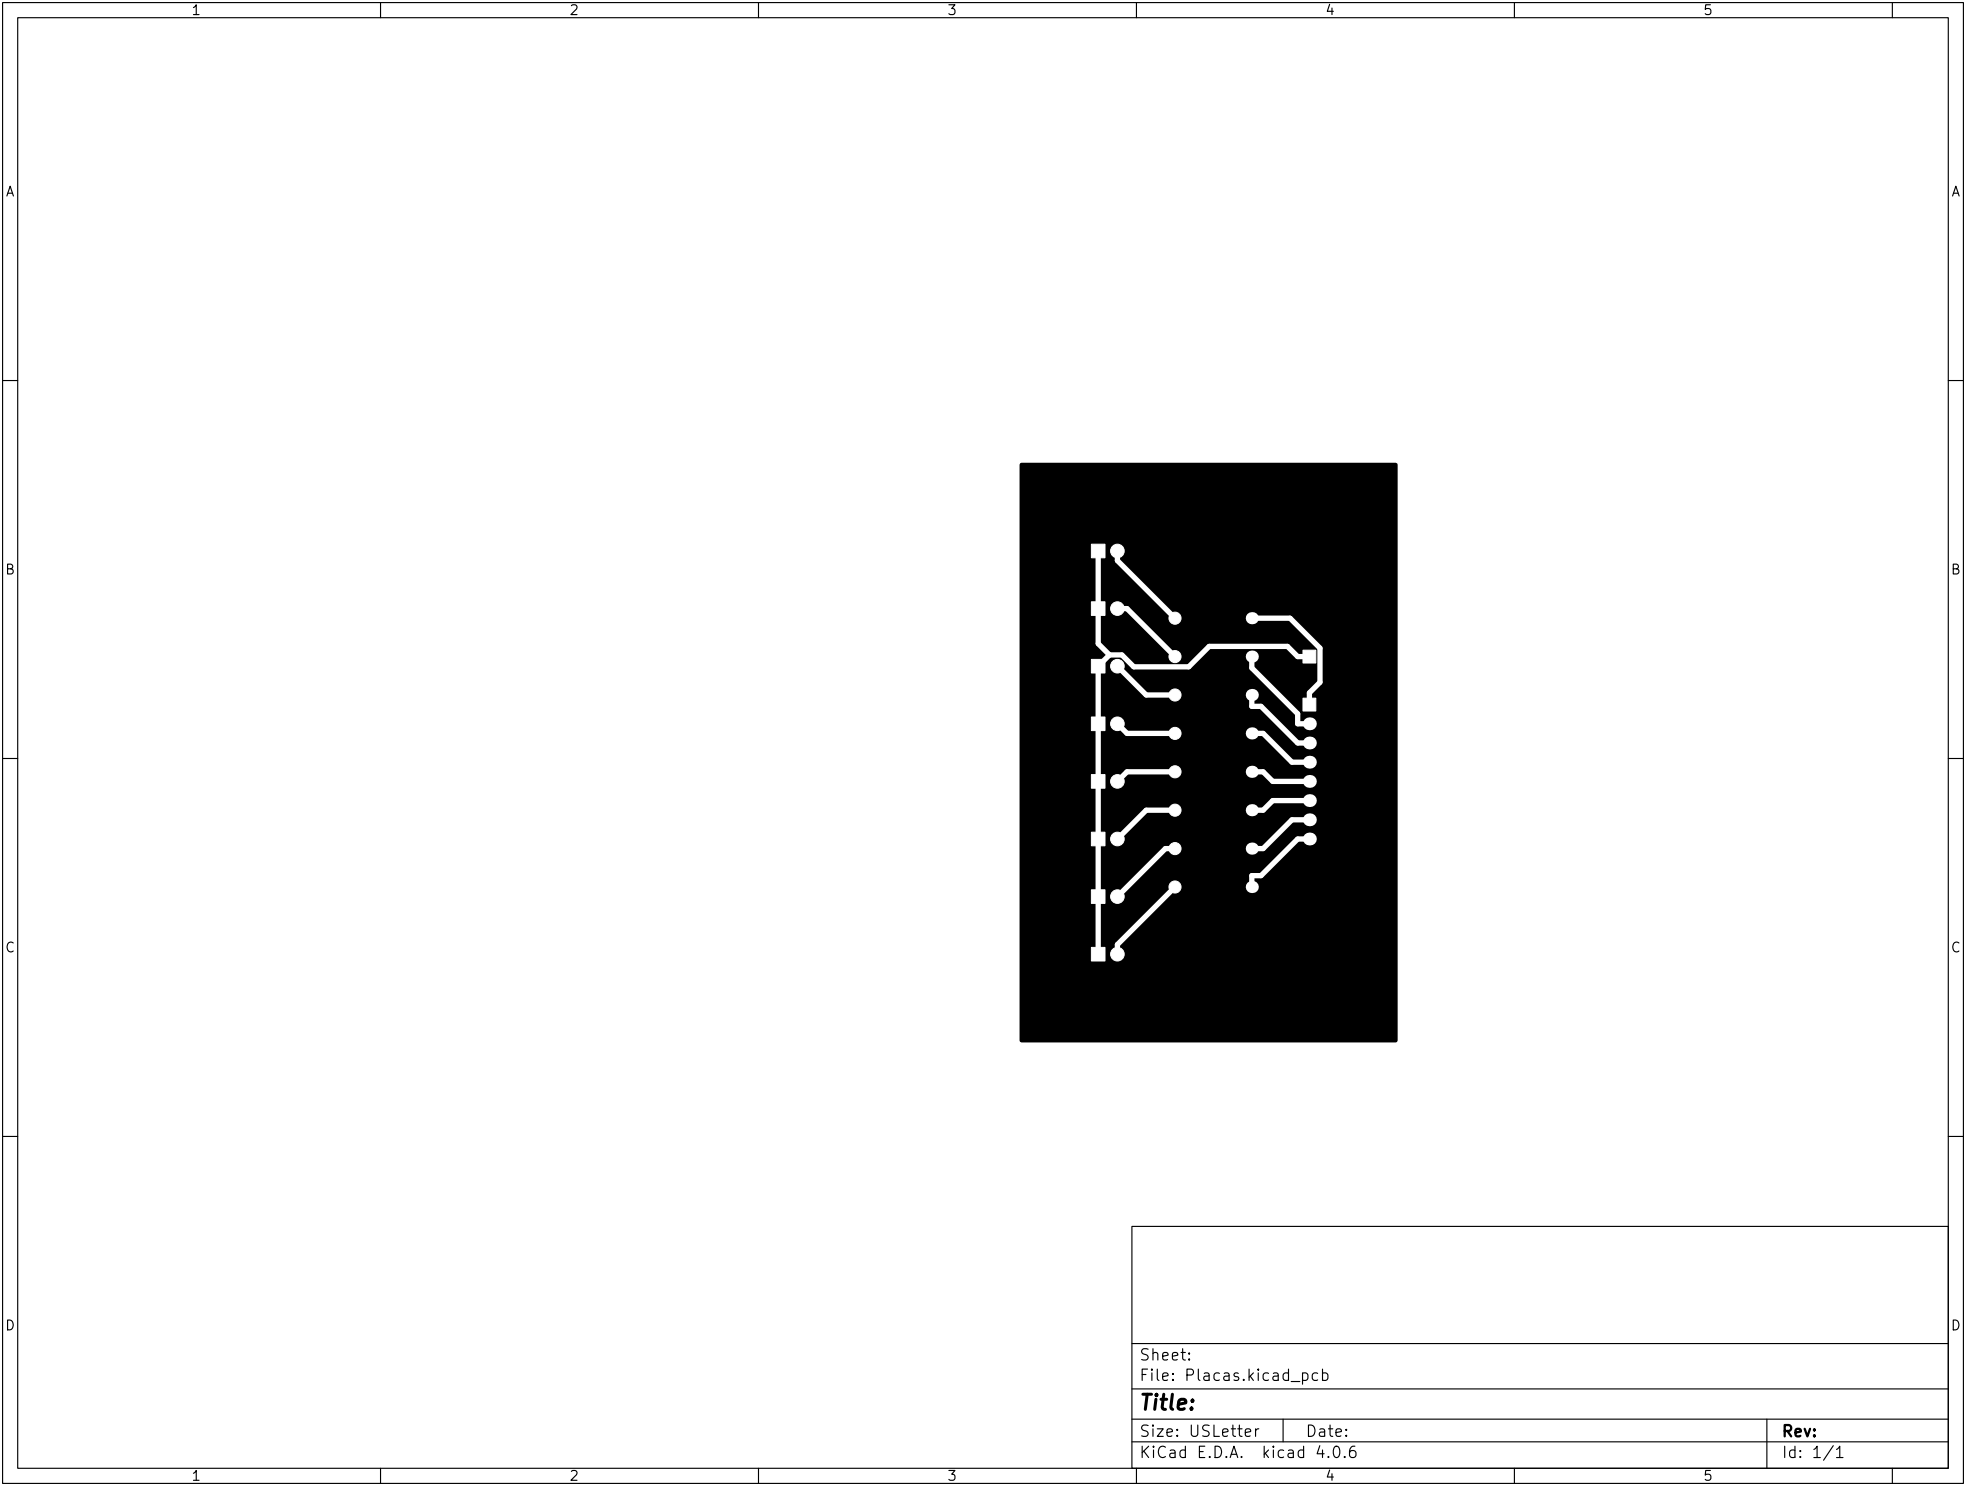 1 2 3 4 5
A A
B B
C C
D D
Sheet:
File: Placas.kicad_pcb
Title:
Size: USLetter Date: Rev:
KiCad E.D.A. kicad 4.0.6 Id: 1/1
1 2 3 4 5